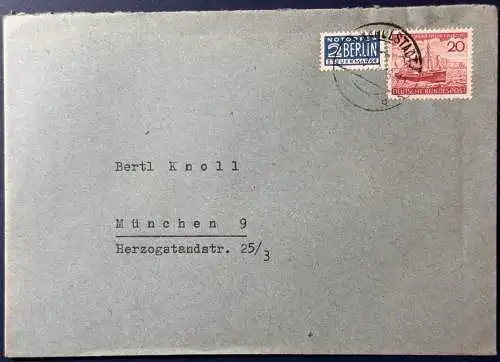 NOTOPFER
2 BERLIN
STEUERMARKE
20
DEUTSCHE BUNDESPOST
Bertl Knoll
München 9
Herzogstandstr. 25/3